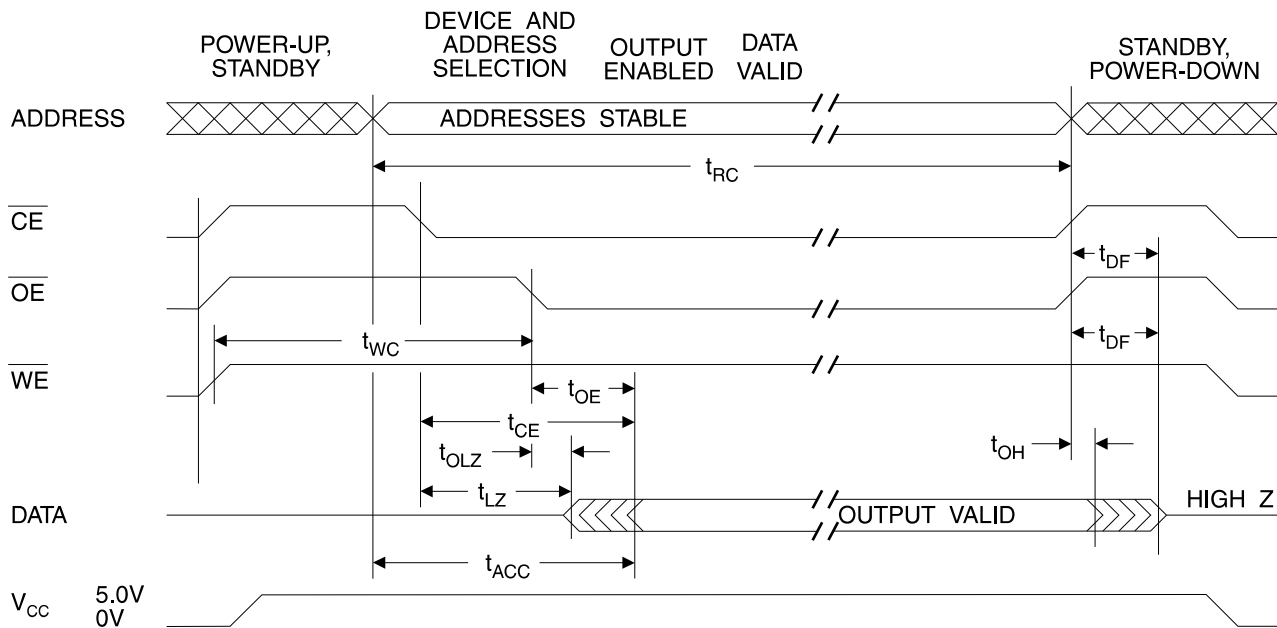 POWER-UP,
STANDBY
DEVICE AND
ADDRESS
SELECTION
OUTPUT
ENABLED
DATA
VALID
STANDBY,
POWER-DOWN
ADDRESS
ADDRESSES STABLE
tRC
CE
tDF
OE
tWC
tDF
WE
tOE
tCE
tOLZ
tOH
tLZ
DATA
OUTPUT VALID
HIGH Z
tACC
VCC
5.0V
0V